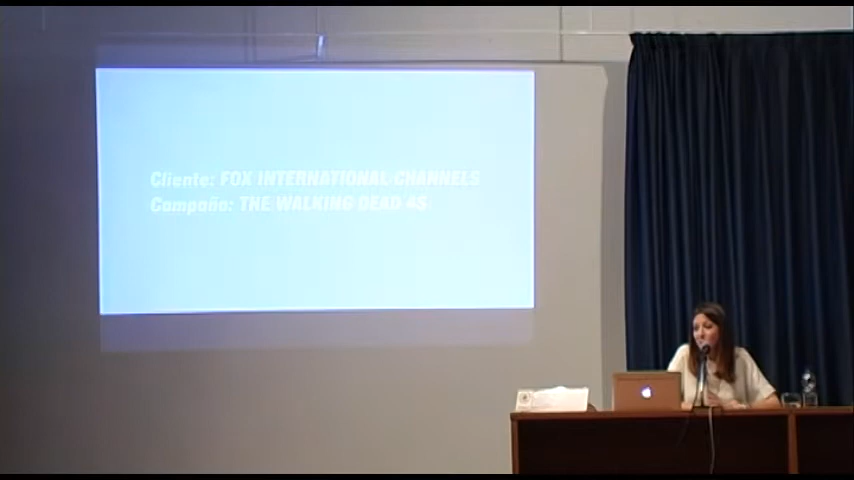 Cliente: FOX INTERNATIONAL CHANNELS
Campaña: THE WALKING DEAD 4S